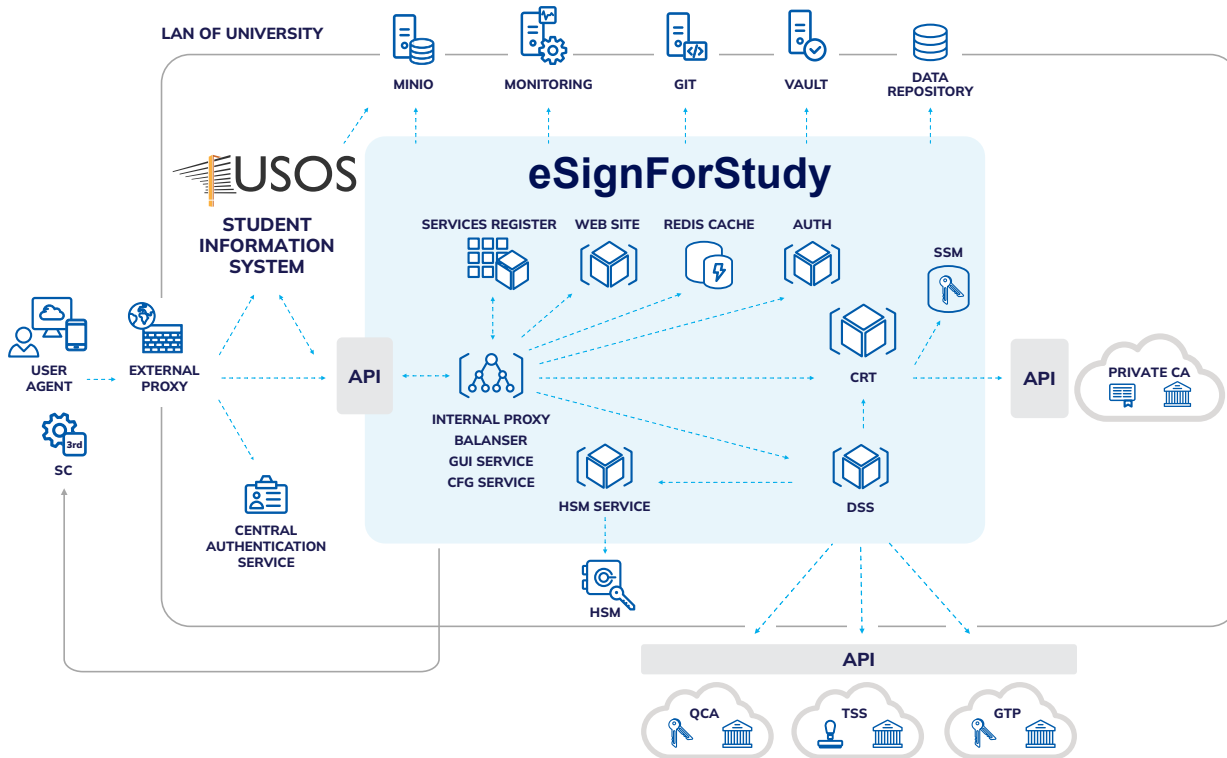 LAN OF UNIVERSITY
MINIO
MONITORING
GIT
VAULT
DATA
REPOSITORY
USOS
STUDENT
INFORMATION
SYSTEM
eSignForStudy
SERVICES REGISTER
WEB SITE
REDIS CACHE
AUTH
SSM
USER
AGENT
EXTERNAL
PROXY
API
INTERNAL PROXY
BALANSER
GUI SERVICE
CFG SERVICE
CRT
API
PRIVATE CA
3rd
SC
HSM SERVICE
DSS
CENTRAL
AUTHENTICATION
SERVICE
HSM
API
QCA
TSS
GTP